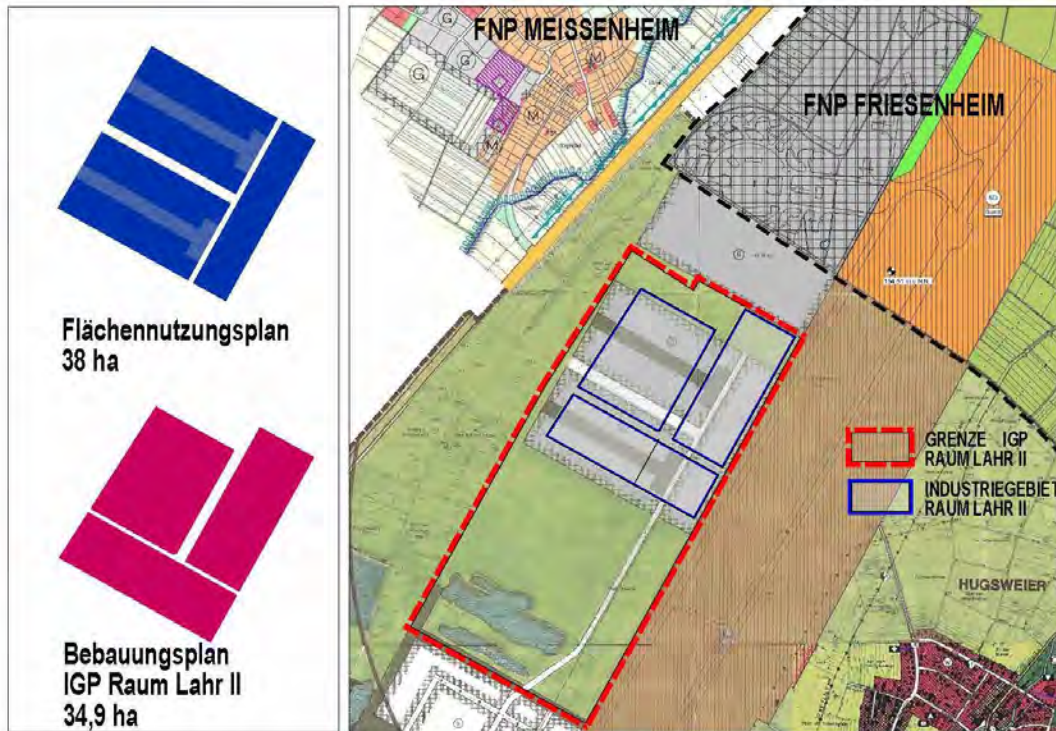 Flächennutzungsplan
38 ha
Bebauungsplan
IGP Raum Lahr II
34,9 ha
FNP MEISSENHEIM
G
G
G
M
M
M
FNP FRIESENHEIM
GRENZE IGP
RAUM LAHR II
INDUSTRIEGEBIET
RAUM LAHR II
HUGSWEIER